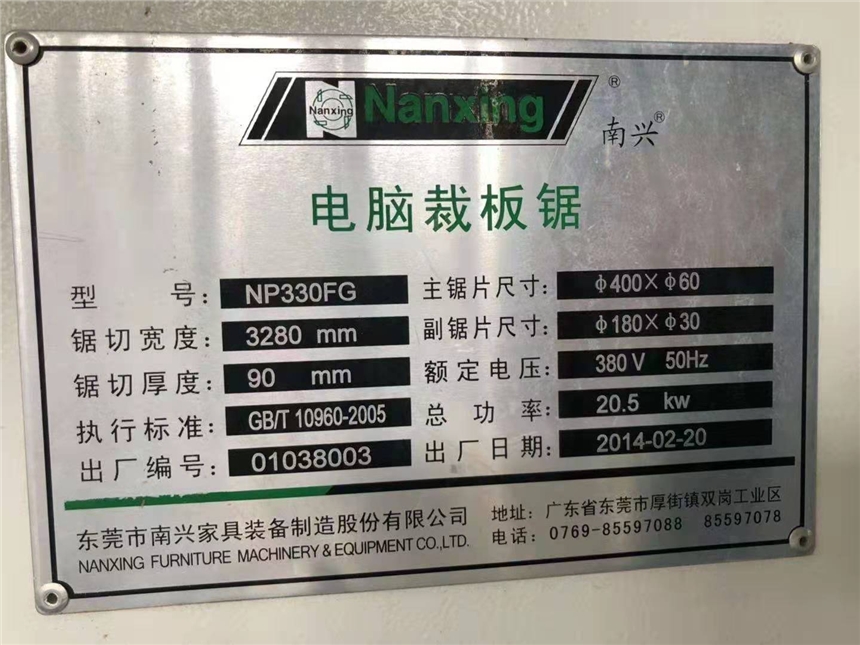 Nanxing Nanxing ®
南兴®
电脑裁板锯
型 号: NP330FG 主锯片尺寸: φ400×φ60
锯切宽度: 3280 mm 副锯片尺寸: φ180×φ30
锯切厚度: 90 mm 额定电压: 380 V 50Hz
执行标准: GB/T 10960-2005 总 功 率: 20.5 kw
出厂编号: 01038003 出厂日期: 2014-02-20
东莞市南兴家具装备制造股份有限公司 地址: 广东省东莞市厚街镇双岗工业区
NANXING FURNITURE MACHINERY & EQUIPMENT CO.,LTD. 电话: 0769-85597088 85597078